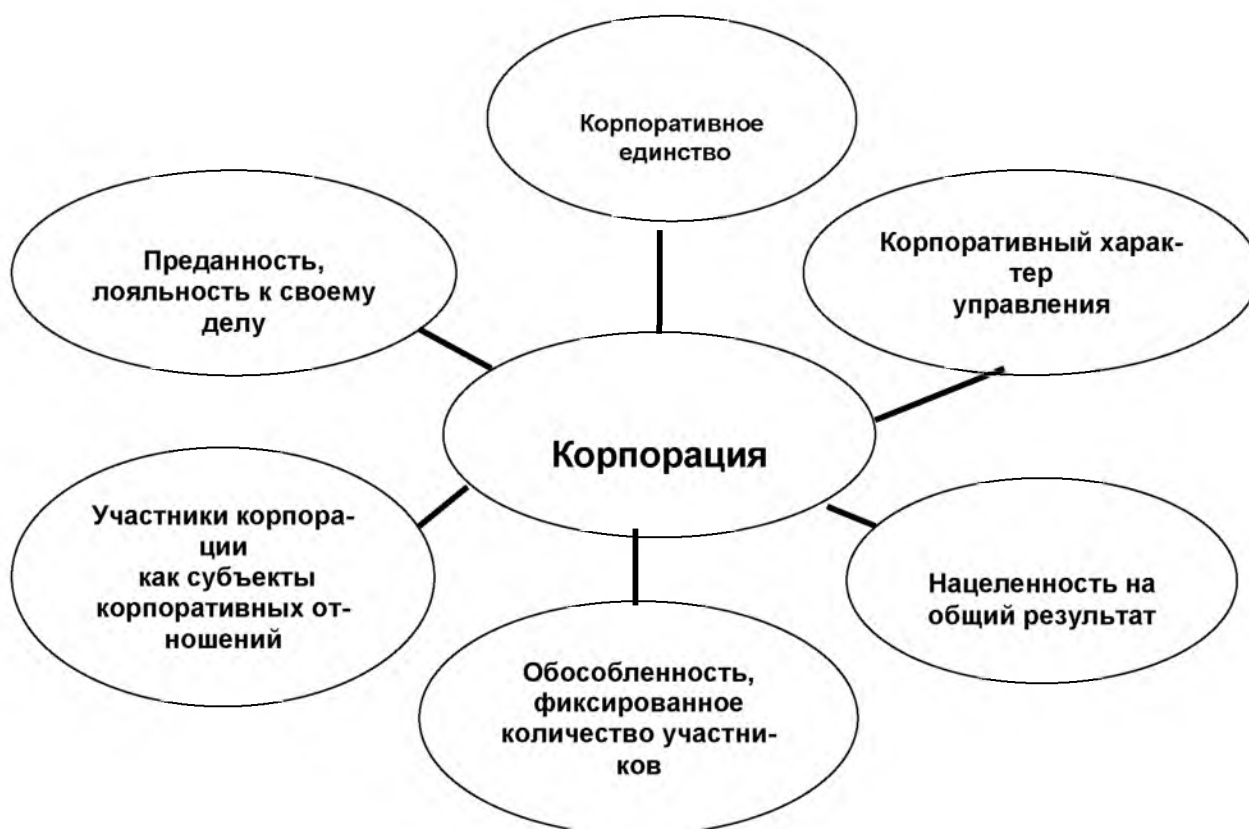 Корпоративное
единство
Преданность,
лояльность к своему
делу
Корпоративный харак-
тер
управления
Корпорация
Участники корпора-
ции
как субъекты
корпоративных от-
ношений
Нацеленность на
общий результат
Обособленность,
фиксированное
количество участни-
ков